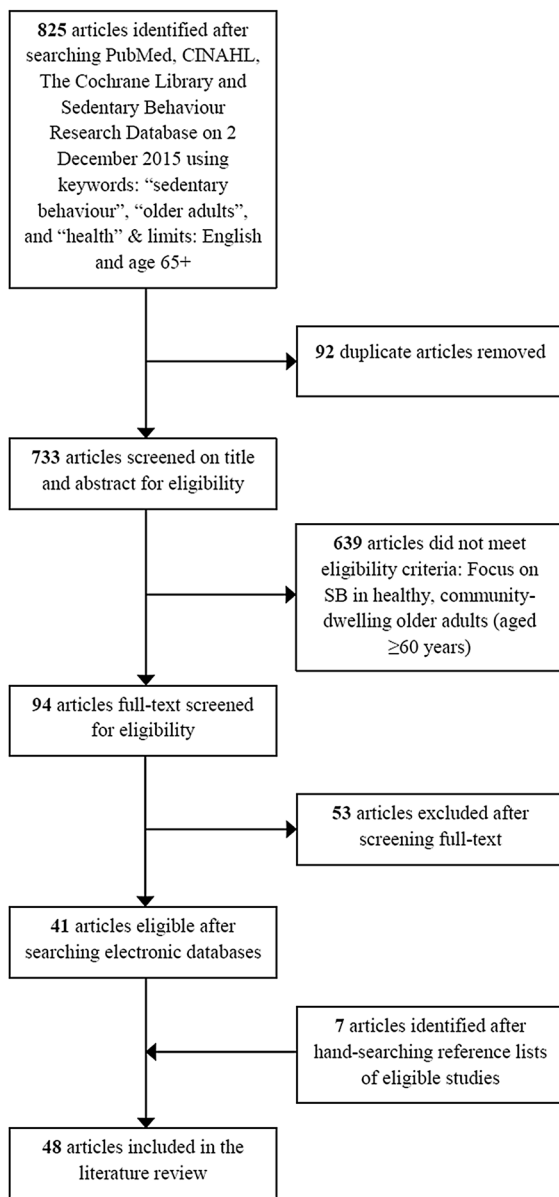 825 articles identified after
searching PubMed, CINAHL,
The Cochrane Library and
Sedentary Behaviour
Research Database on 2
December 2015 using
keywords: “sedentary
behaviour”, “older adults”,
and “health” & limits: English
and age 65+
92 duplicate articles removed
733 articles screened on title
and abstract for eligibility
639 articles did not meet
eligibility criteria: Focus on
SB in healthy, community-
dwelling older adults (aged
≥60 years)
94 articles full-text screened
for eligibility
53 articles excluded after
screening full-text
41 articles eligible after
searching electronic databases
7 articles identified after
hand-searching reference lists
of eligible studies
48 articles included in the
literature review